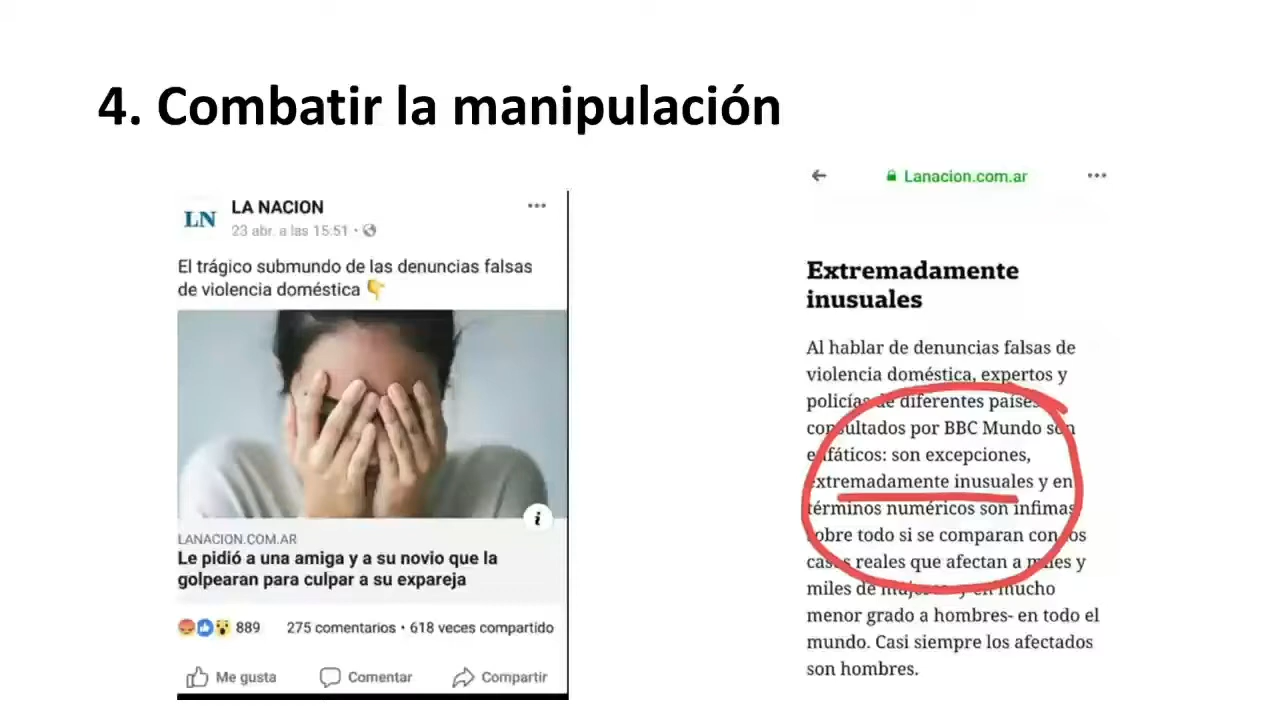 4. Combatir la manipulación
LN
LA NACION
23 abr. a las 15:51 •
El trágico submundo de las denuncias falsas
de violencia doméstica
i
LANACION.COM.AR
Le pidió a una amiga y a su novio que la
golpearan para culpar a su expareja
889 275 comentarios • 618 veces compartido
Me gusta Comentar Compartir
Lanacion.com.ar
Extremadamente
inusuales
Al hablar de denuncias falsas de
violencia doméstica, expertos y
policías de diferentes países
consultados por BBC Mundo son
enfáticos: son excepciones,
extremadamente inusuales y en
términos numéricos son ínfimas,
sobre todo si se comparan con los
casos reales que afectan a miles y
miles de mujeres -y en mucho
menor grado a hombres- en todo el
mundo. Casi siempre los afectados
son hombres.